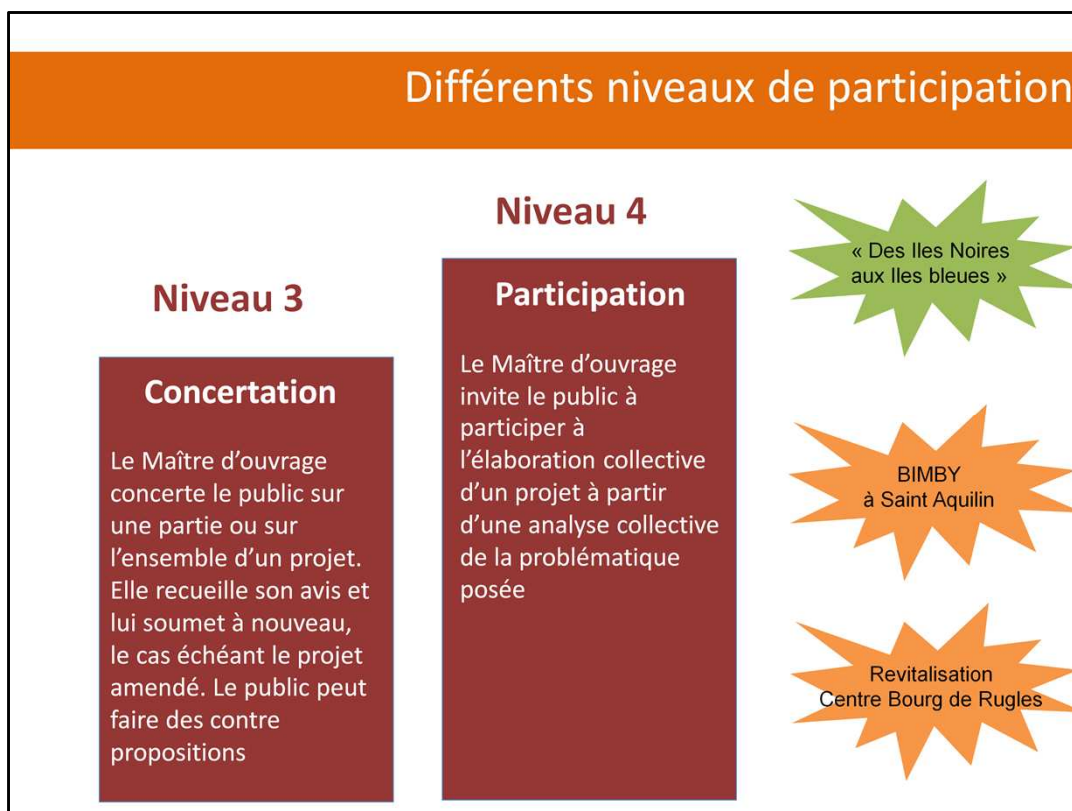 Différents niveaux de participation
Niveau 3
Concertation
Le Maître d'ouvrage
concerte le public sur
une partie ou sur
l'ensemble d'un projet.
Elle recueille son avis et
lui soumet à nouveau,
le cas échéant le projet
amendé. Le public peut
faire des contre
propositions
Niveau 4
Participation
Le Maître d'ouvrage
invite le public à
participer à
l'élaboration collective
d'un projet à partir
d'une analyse collective
de la problématique
posée
« Des Iles Noires
aux Iles bleues »
BIMBY
à Saint Aquilin
Revitalisation
Centre Bourg de Rugles